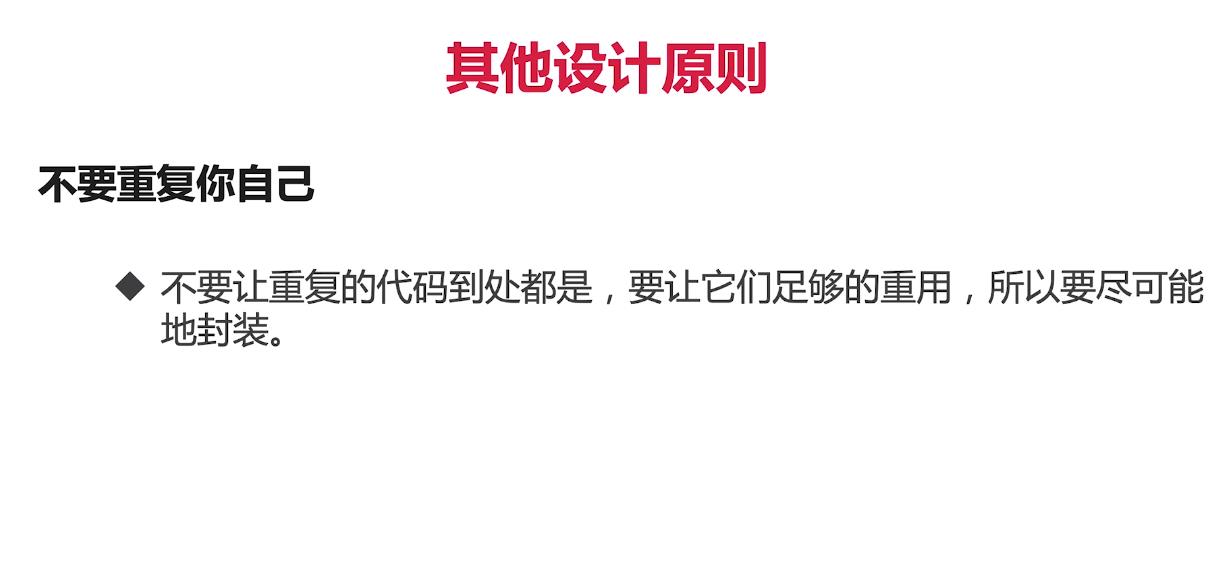 其他设计原则
不要重复你自己
◆ 不要让重复的代码到处都是，要让它们足够的重用，所以要尽可能
地封装。